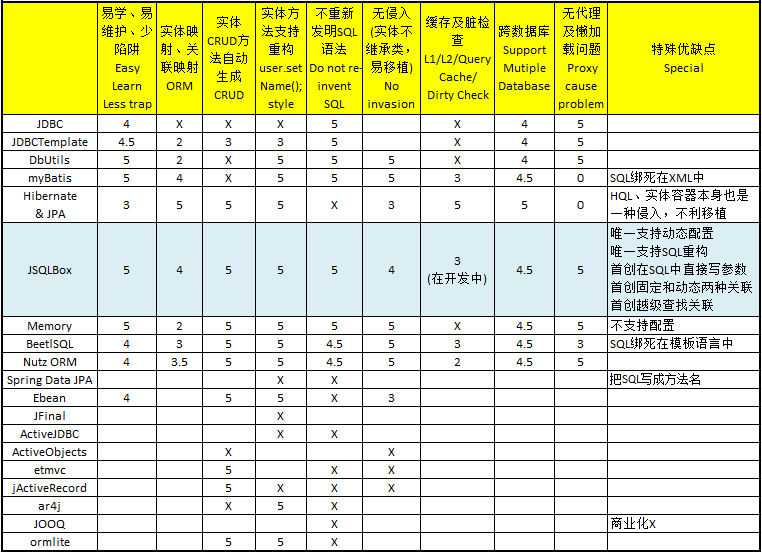 易学、易维护、少陷阱 Easy Learn Less trap | 实体映射、关联映射 ORM | 实体CRUD方法自动生成 CRUD | 实体方法支持重构 user.setName(); style | 不重新发明SQL语法 Do not re-invent SQL | 无侵入(实体不继承类,易移植) No invasion | 缓存及脏检查 L1/L2/Query Cache/ Dirty Check | 跨数据库 Support Mutiple Database | 无代理及懒加载问题 Proxy cause problem | 特殊优缺点 Special
JDBC 4 X X X 5 X 4 5
JDBCTemplate 4.5 2 3 3 5 X 4 5
DbUtils 5 2 X 5 5 5 X 4 5
myBatis 5 4 X 5 5 5 3 4.5 0 SQL绑死在XML中
Hibernate & JPA 3 5 5 5 X 3 5 5 0 HQL、实体容器本身也是一种侵入，不利移植
JSQLBox 5 4 5 5 5 4 3 (在开发中) 4.5 5 唯一支持动态配置
唯一支持SQL重构
首创在SQL中直接写参数
首创固定和动态两种关联
首创越级查找关联
Memory 5 2 5 5 5 5 X 4.5 5 不支持配置
BeetlSQL 4 3 5 5 4.5 5 3 4.5 3 SQL绑死在模板语言中
Nutz ORM 4 3.5 5 5 4.5 5 2 4.5 5
Spring Data JPA X X 把SQL写成方法名
Ebean 4 5 5 X 3
JFinal X
ActiveJDBC X X
ActiveObjects X X
etmvc 5 X X
jActiveRecord 5 X X X
ar4j X 5 X
JOOQ X 商业化X
ormlite 5 5 X